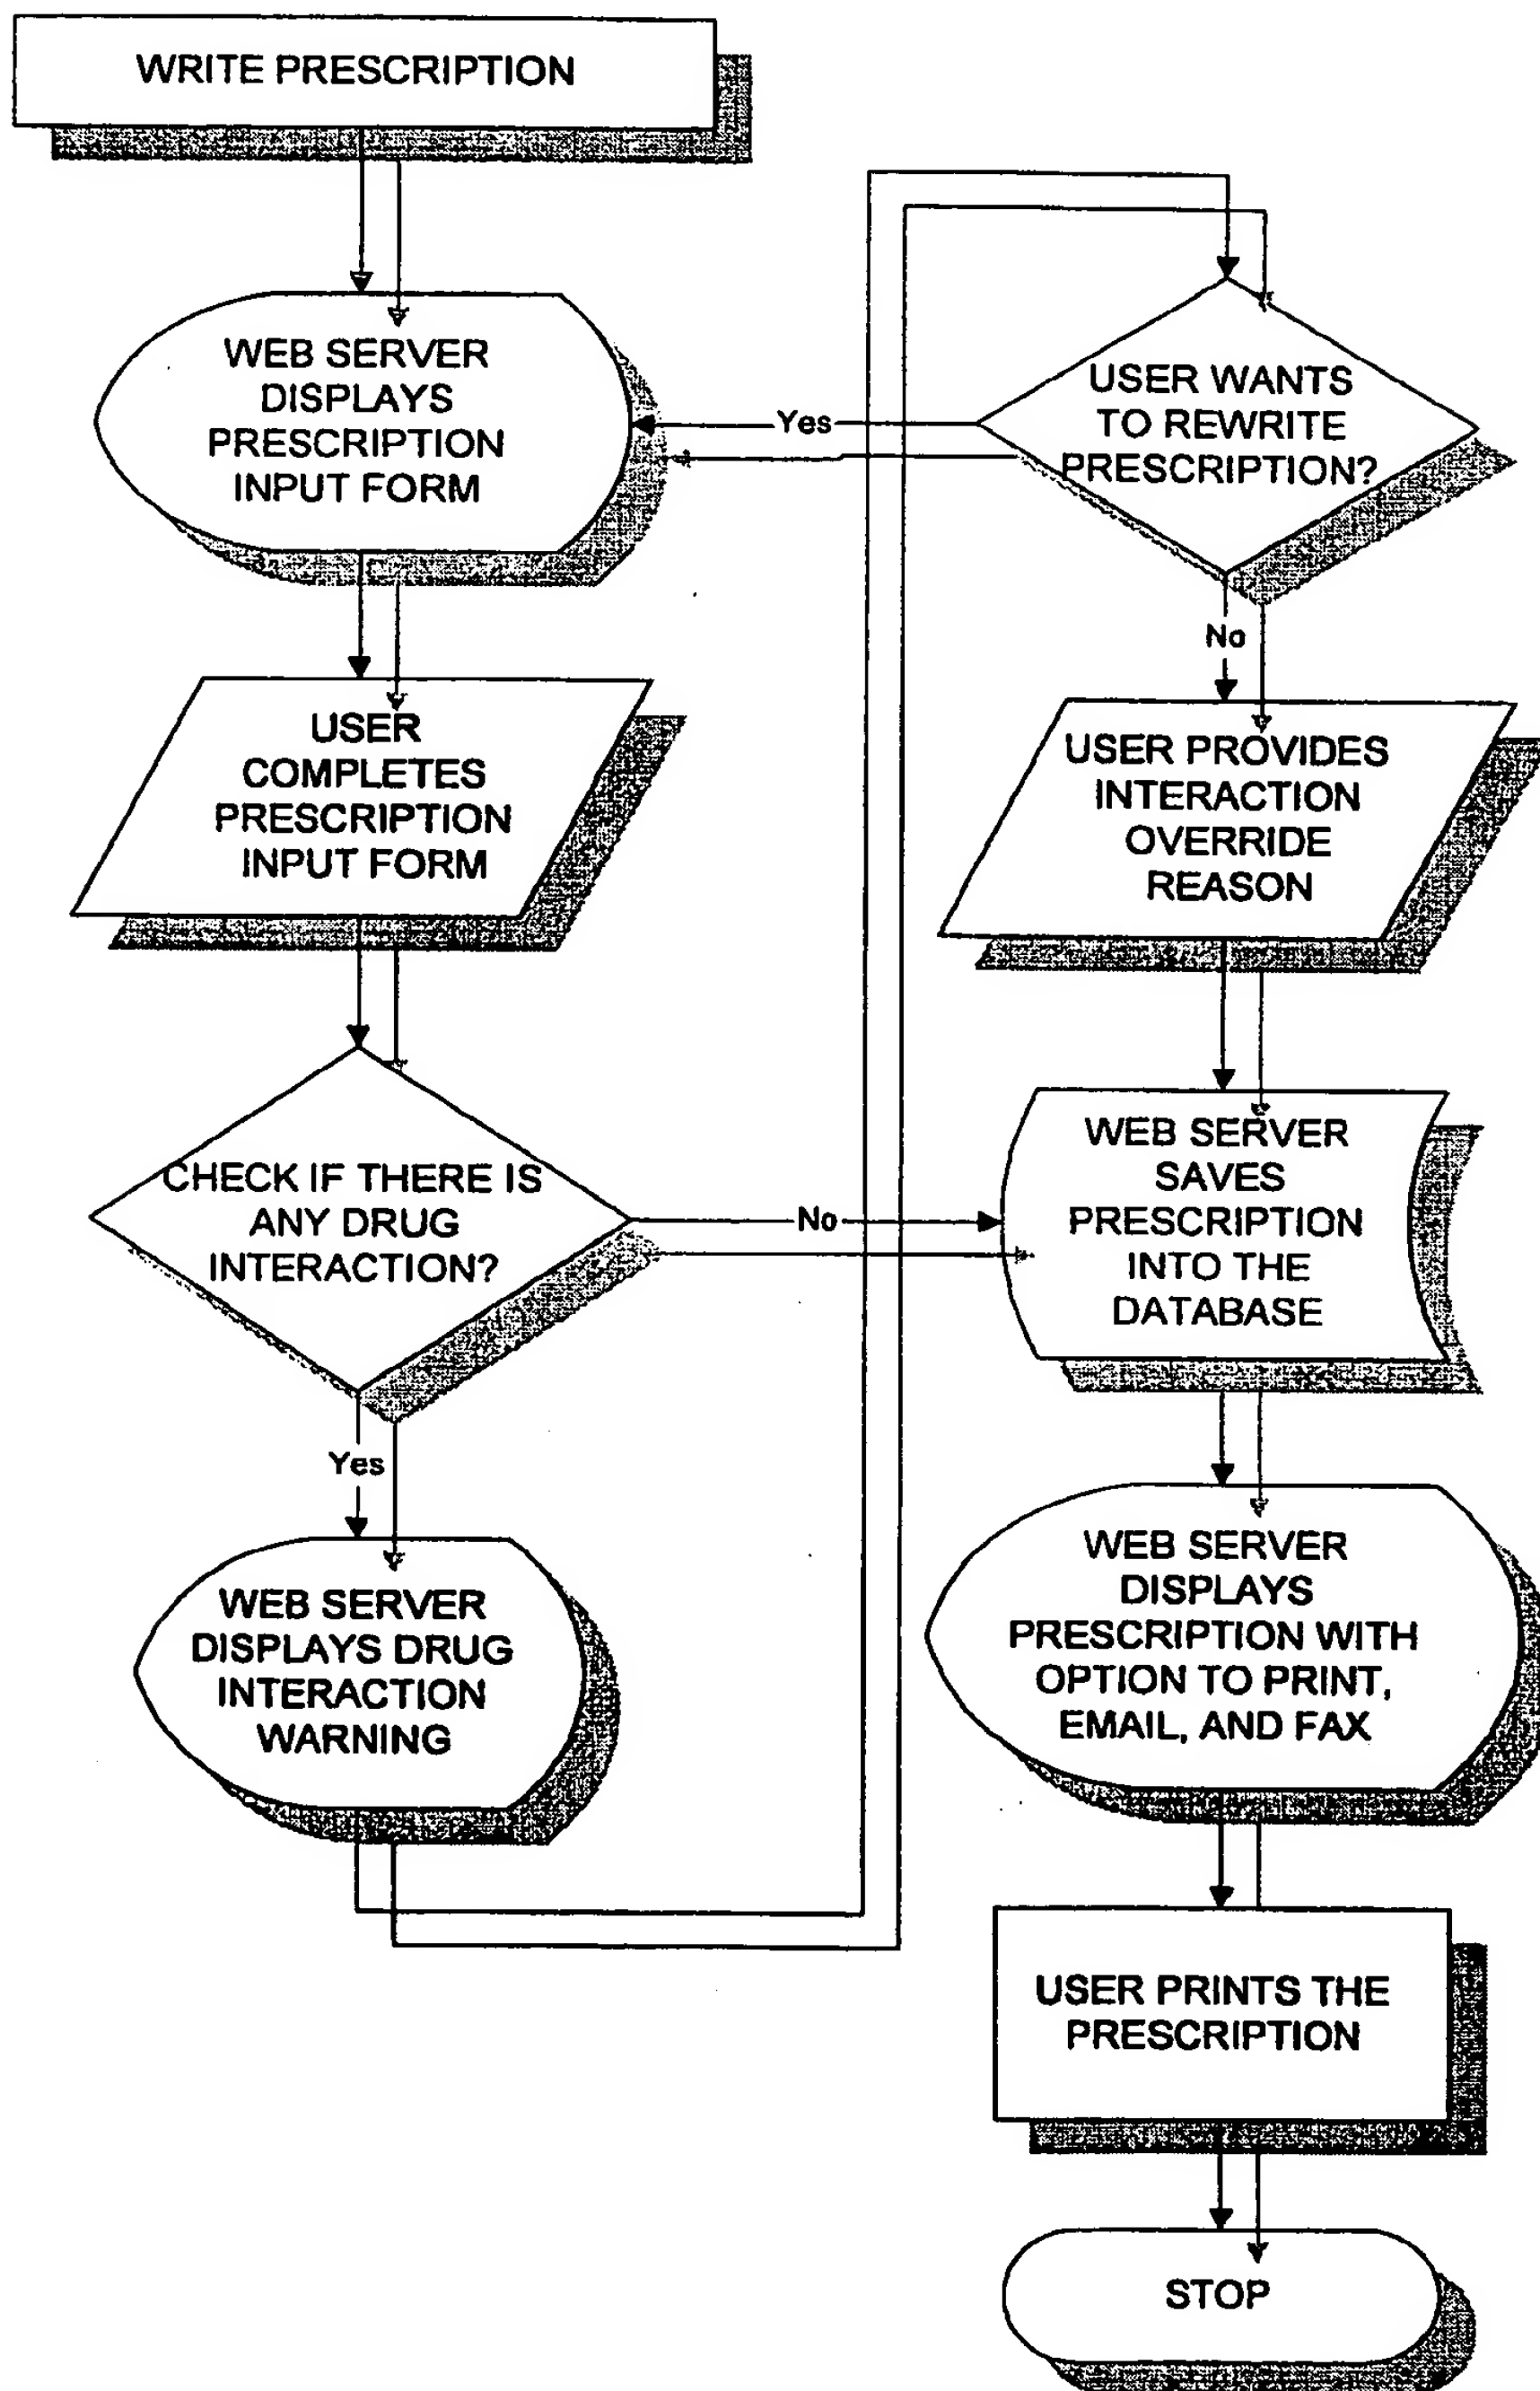 WRITE PRESCRIPTION
WEB SERVER
DISPLAYS
PRESCRIPTION
INPUT FORM
USER
COMPLETES
PRESCRIPTION
INPUT FORM
CHECK IF THERE IS
ANY DRUG
INTERACTION?
No
Yes
WEB SERVER
DISPLAYS DRUG
INTERACTION
WARNING
USER WANTS
TO REWRITE
PRESCRIPTION?
Yes
No
USER PROVIDES
INTERACTION
OVERRIDE
REASON
WEB SERVER
SAVES
PRESCRIPTION
INTO THE
DATABASE
WEB SERVER
DISPLAYS
PRESCRIPTION WITH
OPTION TO PRINT,
EMAIL, AND FAX
USER PRINTS THE
PRESCRIPTION
STOP